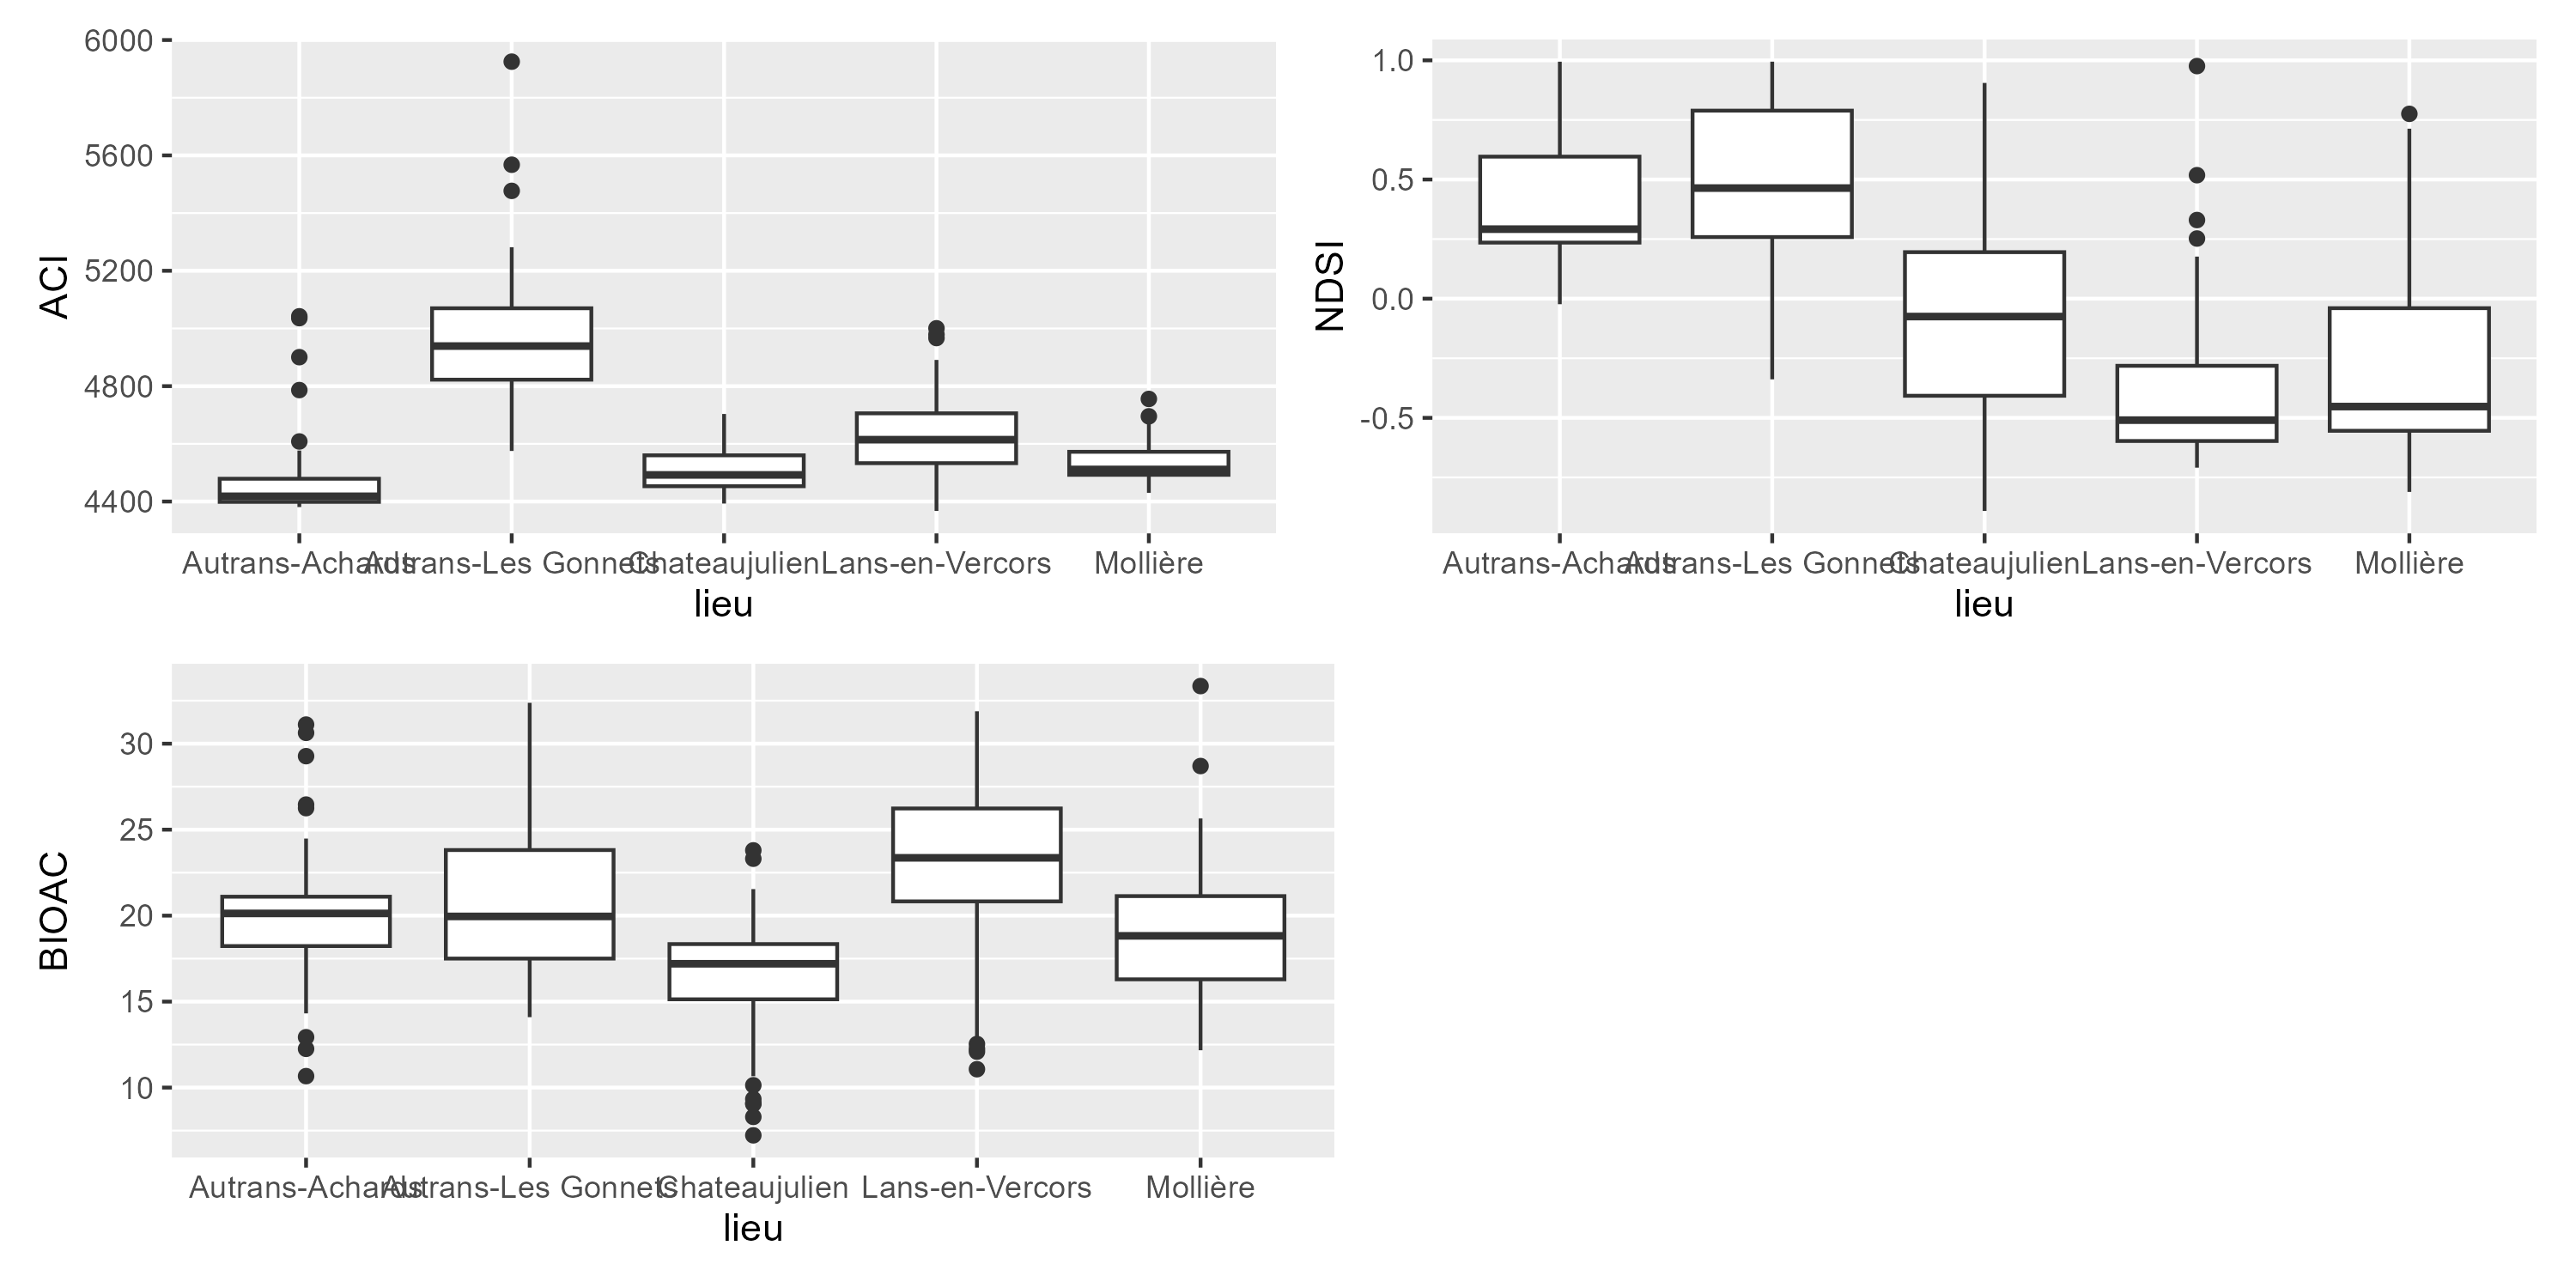 ACI
6000
5600
5200
4800
4400
Autrans-Achards Autrans-Les Gonnets Chateaujulien Lans-en-Vercors Mollière
lieu
NDSI
1.0
0.5
0.0
-0.5
Autrans-Achards Autrans-Les Gonnets Chateaujulien Lans-en-Vercors Mollière
lieu
BIOAC
30
25
20
15
10
Autrans-Achards Autrans-Les Gonnets Chateaujulien Lans-en-Vercors Mollière
lieu